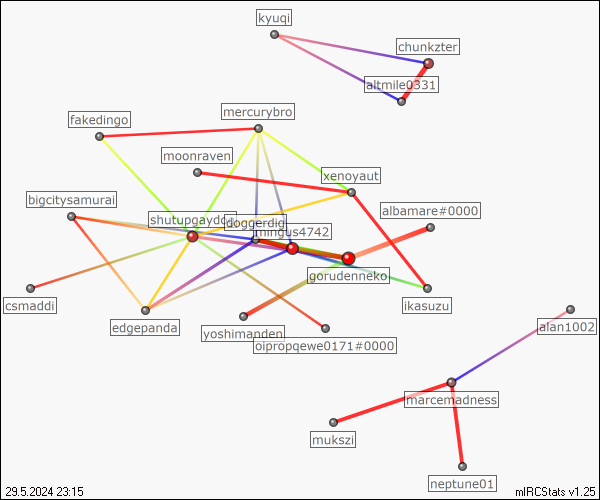 kyuqi
chunkzter
altmile0331
mercurybro
fakedingo
moonraven
xenoyaut
bigcitysamurai
albamare#0000
shutupgaydog
doggerdig
mingus4742
gorudenneko
csmaddi
ikasuzu
edgepanda
yoshimanden
alan1002
oipropqewe0171#0000
marcemadness
mukszi
neptune01
29.5.2024 23:15
mIRCStats v1.25